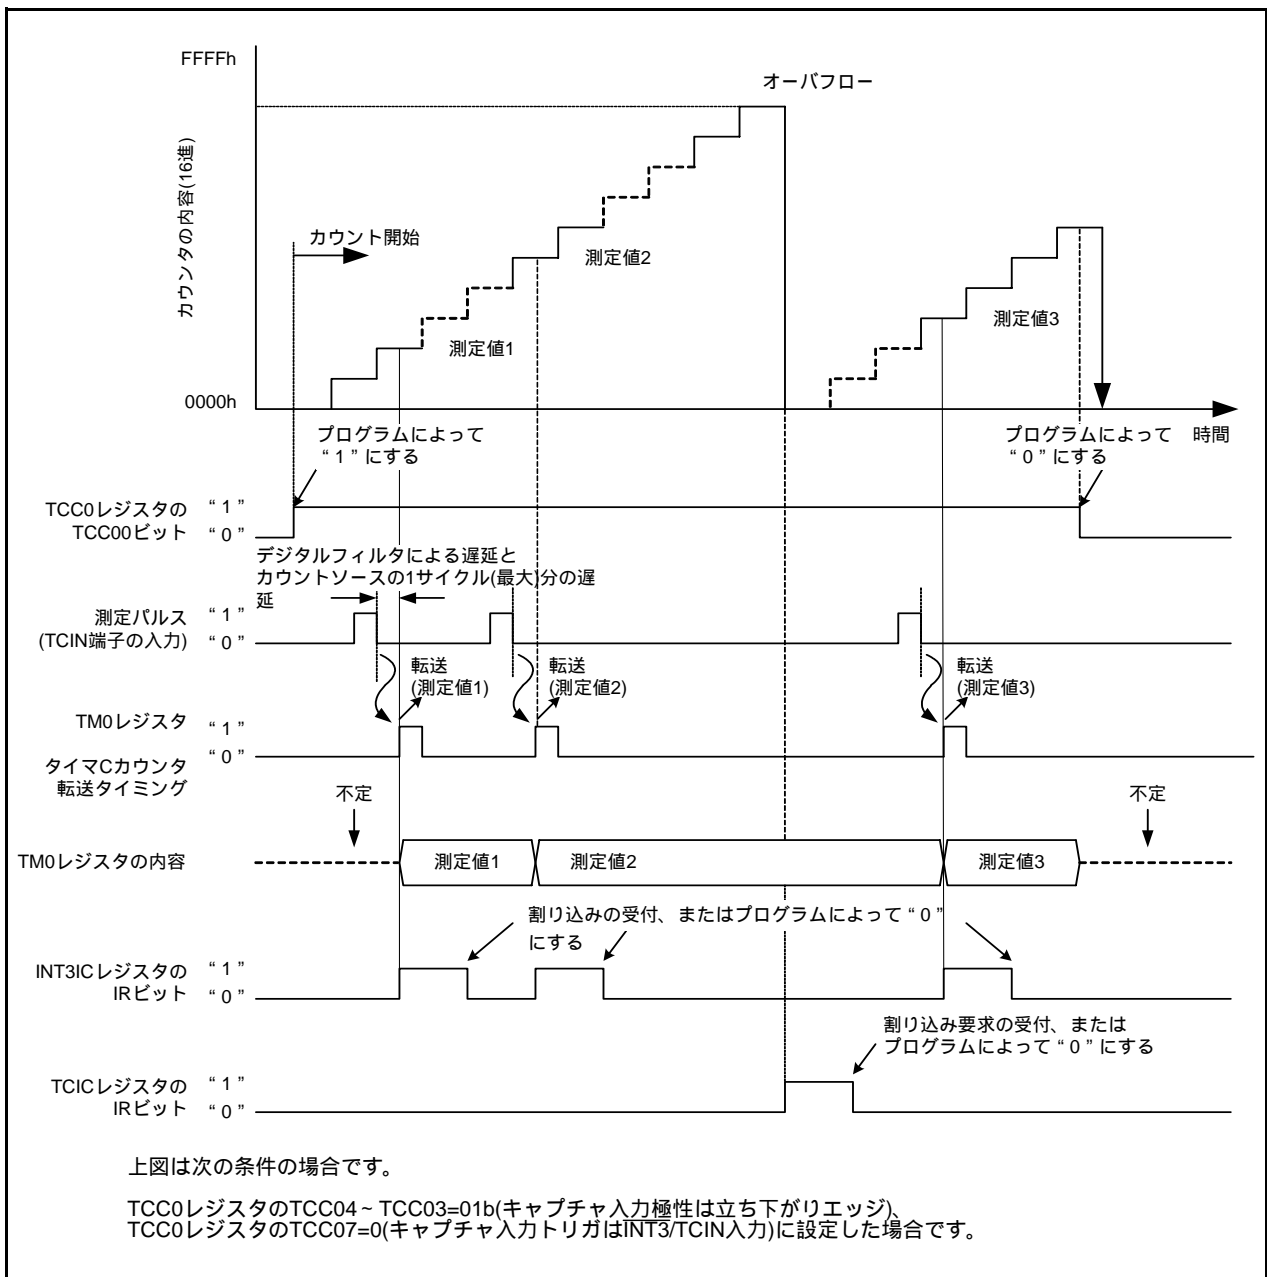 FFFFh
オーバフロー
カウンタの内容(16進)
カウント開始
測定値2
測定値1
測定値3
0000h
プログラムによって
“ 1 ” にする
プログラムによって
“ 0 ” にする
時間
TCC0レジスタの
TCC00ビット
“ 1 ”
“ 0 ”
デジタルフィルタによる遅延と
カウントソースの1サイクル(最大)分の遅
延
測定パルス
(TCIN端子の入力)
“ 1 ”
“ 0 ”
転送
(測定値1)
転送
(測定値2)
転送
(測定値3)
TM0レジスタ
“ 1 ”
“ 0 ”
タイマCカウンタ
転送タイミング
不定
不定
TM0レジスタの内容
測定値1
測定値2
測定値3
割り込みの受付、またはプログラムによって “ 0 ”
にする
INT3ICレジスタの
IRビット
“ 1 ”
“ 0 ”
割り込み要求の受付、または
プログラムによって “ 0 ” にする
TCICレジスタの
IRビット
“ 1 ”
“ 0 ”
上図は次の条件の場合です。
TCC0レジスタのTCC04 ~ TCC03=01b(キャプチャ入力極性は立ち下がりエッジ)、
TCC0レジスタのTCC07=0(キャプチャ入力トリガはINT3/TCIN入力)に設定した場合です。